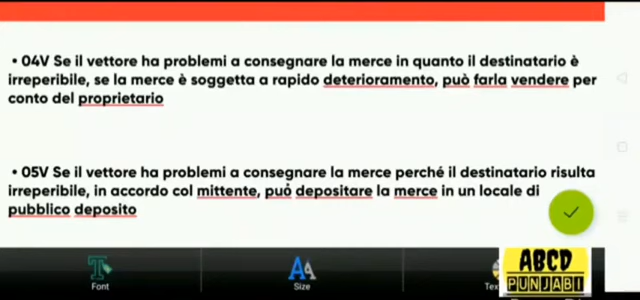 • 04V Se il vettore ha problemi a consegnare la merce in quanto il destinatario è
irreperibile, se la merce è soggetta a rapido deterioramento, può farla vendere per
conto del proprietario
• 05V Se il vettore ha problemi a consegnare la merce perché il destinatario risulta
irreperibile, in accordo col mittente, può depositare la merce in un locale di
pubblico deposito
Font
Size
ABCD
PUNJABI